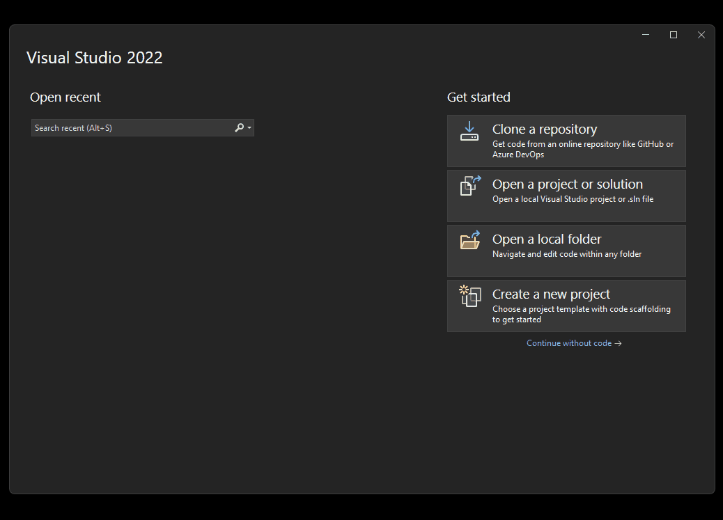 Visual Studio 2022
Open recent
Search recent (Alt+S)
Get started
Clone a repository
Get code from an online repository like GitHub or
Azure DevOps
Open a project or solution
Open a local Visual Studio project or .sln file
Open a local folder
Navigate and edit code within any folder
Create a new project
Choose a project template with code scaffolding
to get started
Continue without code →